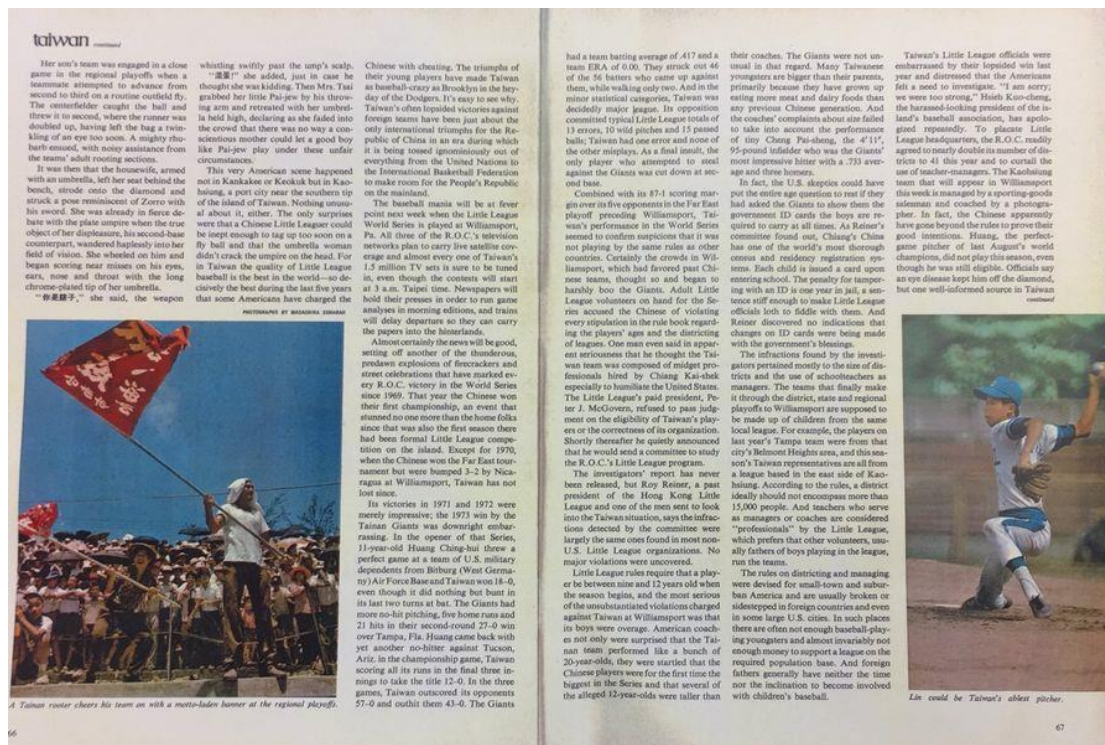 taiwan continued
Her son's team was engaged in a close
game in the regional playoffs when a
teammate attempted to advance from
second to third on a routine outfield fly.
The centerfielder caught the ball and
threw it to second, where the runner was
doubled up, having left the bag a twin-
kling of an eye too soon. A mighty rho-
barb ensued, with noisy assistance from
the teams' adult rooting sections.
It was then that the housewife, armed
with an umbrella, left her seat behind the
bench, strode onto the diamond and
struck a pose reminiscent of Zorro with
his sword. She was already in fierce de-
bate with the plate umpire when the true
object of her displeasure, his second-base
counterpart, wandered haplessly into her
field of vision. She wheeled on him and
began scoring near misses on his eyes,
ears, nose and throat with the long
chrome-plated tip of her umbrella.
"你是瞎子," she said, the weapon
whistling swiftly past the ump's scalp.
"蛋!" she added, just in case he
thought she was kidding. Then Mrs. Tsai
grabbed her little Pai-jew by his throw-
ing arm and retreated with her umbrel-
la held high, declaring as she faded into
the crowd that there was no way a con-
scientious mother could let a good boy
like Pai-jew play under these unfair
circumstances.
This very American scene happened
not in Kankakee or Keokuk but in Kao-
hsiung, a port city near the southern tip
of the island of Taiwan. Nothing unusu-
al about it, either. The only surprises
were that a Chinese Little Leaguer could
be inept enough to tag up too soon on a
fly ball and that the umbrella woman
didn't crack the umpire on the head. For
in Taiwan the quality of Little League
baseball is the best in the world—so de-
cisively the best during the last five years
that some Americans have charged the
PHOTOGRAPHS BY
A Tainan rooter cheers his team on with a motto-laden banner at the regional playoffs.
66
Chinese with cheating. The triumphs of
their young players have made Taiwan
as baseball-crazy as Brooklyn in the hey-
day of the Dodgers. It's easy to see why.
Taiwan's often lopsided victories against
foreign teams have been just about the
only international triumphs for the Re-
public of China in an era during which
it is being tossed ignominiously out of
everything from the United Nations to
the International Basketball Federation
to make room for the People's Republic
on the mainland.
The baseball mania will be at fever
point next week when the Little League
World Series is played at Williamsport,
Pa. All three of the R.O.C.'s television
networks plan to carry live satellite cov-
erage and almost every one of Taiwan's
1.5 million TV sets is sure to be tuned
in, even though the contests will start
at 3 a.m. Taipei time. Newspapers will
hold their presses in order to run game
analyses in morning editions, and trains
will delay departure so they can carry
the papers into the hinterlands.
Almost certainly the news will be good,
setting off another of the thunderous,
predawn explosions of firecrackers and
street celebrations that have marked ev-
ery R.O.C. victory in the World Series
since 1969. That year the Chinese won
their first championship, an event that
stunned no one more than the home folks
since that was also the first season there
had been formal Little League compe-
tition on the island. Except for 1970,
when the Chinese won the Far East tour-
nament but were bumped 3–2 by Nica-
ragua at Williamsport, Taiwan has not
lost since.
Its victories in 1971 and 1972 were
merely impressive; the 1973 win by the
Tainan Giants was downright embar-
rassing. In the opener of that Series,
11-year-old Huang Ching-hui threw a
perfect game at a team of U.S. military
dependents from Bitburg (West Germa-
ny) Air Force Base and Taiwan won 18–0,
even though it did nothing but bunt in
its last two turns at bat. The Giants had
more no-hit pitching, five home runs and
21 hits in their second-round 27–0 win
over Tampa, Fla. Huang came back with
yet another no-hitter against Tucson,
Ariz. in the championship game, Taiwan
scoring all its runs in the final three in-
nings to take the title 12–0. In the three
games, Taiwan outscored its opponents
57–0 and outhit them 43–0. The Giants
had a team batting average of .417 and a
team ERA of 0.00. They struck out 46
of the 56 batters who came up against
them, while walking only two. And in the
minor statistical categories, Taiwan was
decidedly major league. Its opposition
committed typical Little League totals of
13 errors, 10 wild pitches and 15 passed
balls; Taiwan had one error and none of
the other misplays. As a final insult, the
only player who attempted to steal
against the Giants was cut down at sec-
ond base.
Combined with its 87–1 scoring mar-
gin over its five opponents in the Far East
playoff preceding Williamsport, Tai-
wan's performance in the World Series
seemed to confirm suspicions that it was
not playing by the same rules as other
countries. Certainly the crowds in Wil-
liamsport, which had favored past Chi-
nese teams, thought so and began to
harshly boo the Giants. Adult Little
League volunteers on hand for the Se-
ries accused the Chinese of violating
every stipulation in the rule book regard-
ing the players' ages and the districting
of leagues. One man even said in appar-
ent seriousness that he thought the Tai-
wan team was composed of midget pro-
fessionals hired by Chiang Kai-shek
especially to humiliate the United States.
The Little League's paid president, Pe-
ter J. McGovern, refused to pass judg-
ment on the eligibility of Taiwan's play-
ers or the correctness of its organization.
Shortly thereafter he quietly announced
that he would send a committee to study
the R.O.C.'s Little League program.
The investigators' report has never
been released, but Roy Reiner, a past
president of the Hong Kong Little
League and one of the men sent to look
into the Taiwan situation, says the infrac-
tions detected by the committee were
largely the same ones found in most non-
U.S. Little League organizations. No
major violations were uncovered.
Little League rules require that a play-
er be between nine and 12 years old when
the season begins, and the most serious
of the unsubstantiated violations charged
against Taiwan at Williamsport was that
its boys were overage. American coach-
es not only were surprised that the Tai-
nan team performed like a bunch of
20-year-olds, they were startled that the
Chinese players were for the first time the
biggest in the Series and that several of
the alleged 12-year-olds were taller than
their coaches. The Giants were not un-
usual in that regard. Many Taiwanese
youngsters are bigger than their parents,
primarily because they have grown up
eating more meat and dairy foods than
any previous Chinese generation. And
the coaches' complaints about size failed
to take into account the performance
of tiny Cheng Pai-sheng, the 4'11",
95-pound infielder who was the Giants'
most impressive hitter with a .733 aver-
age and three homers.
In fact, the U.S. skeptics could have
put the entire age question to rest if they
had asked the Giants to show them the
government ID cards the boys are re-
quired to carry at all times. As Reiner's
committee found out, Chiang's China
has one of the world's most thorough
census and residency registration sys-
tems. Each child is issued a card upon
entering school. The penalty for tamper-
ing with an ID is one year in jail, a sen-
tence stiff enough to make Little League
officials loth to fiddle with them. And
Reiner discovered no indications that
changes on ID cards were being made
with the government's blessings.
The infractions found by the investi-
gators pertained mostly to the size of dis-
tricts and the use of schoolteachers as
managers. The teams that finally make
it through the district, state and regional
playoffs to Williamsport are supposed to
be made up of children from the same
local league. For example, the players on
last year's Tampa team were from that
city's Belmont Heights area, and this sea-
son's Taiwan representatives are all from
a league based in the east side of Kao-
hsiung. According to the rules, a district
ideally should not encompass more than
15,000 people. And teachers who serve
as managers or coaches are considered
"professionals" by the Little League,
which prefers that other volunteers, usu-
ally fathers of boys playing in the league,
run the teams.
The rules on districting and managing
were devised for small-town and subur-
ban America and are usually broken or
sidestepped in foreign countries and even
in some large U.S. cities. In such places
there are often not enough baseball-play-
ing youngsters and almost invariably not
enough money to support a league on the
required population base. And foreign
fathers generally have neither the time
nor the inclination to become involved
with children's baseball.
Taiwan's Little League officials were
embarrassed by their lopsided win last
year and distressed that the Americans
felt a need to investigate. "I am sorry;
we were too strong," Hsieh Kuo-cheng,
the harassed-looking president of the is-
land's baseball association, has apolo-
gized repeatedly. To placate Little
League headquarters, the R.O.C. readily
agreed to nearly double its number of dis-
tricts to 41 this year and to curtail the
use of teacher-managers. The Kaohsiung
team that will appear in Williamsport
this week is managed by a sporting-goods
salesman and coached by a photogra-
pher. In fact, the Chinese apparently
have gone beyond the rules to prove their
good intentions. Huang, the perfect-
game pitcher of last August's world
champions, did not play this season, even
though he was still eligible. Officials say
an eye disease kept him off the diamond,
but one well-informed source in Taiwan
continued
Lin could be Taiwan's ablest pitcher.
67